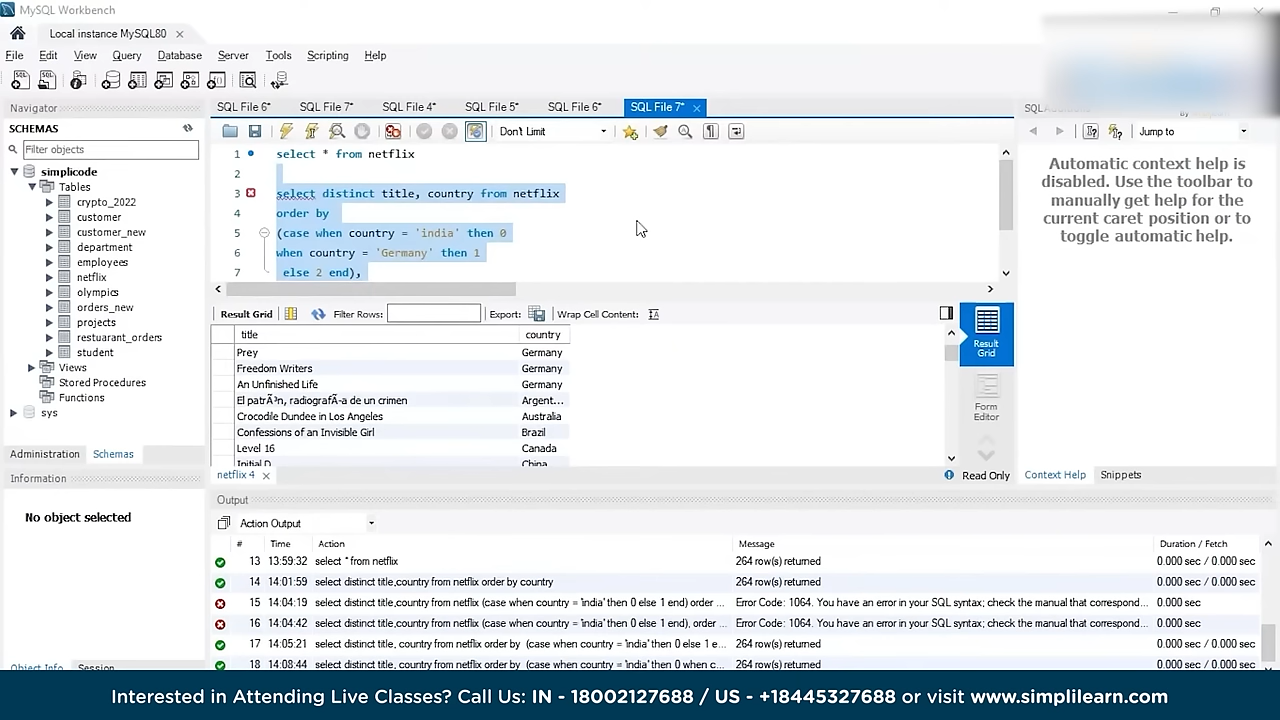 MySQL Workbench
Local instance MySQL80
File Edit View Query Database Server Tools Scripting Help
Navigator
SCHEMAS
Filter objects
simplicode
Tables
crypto_2022
customer
customer_new
department
employees
netflix
olympics
orders_new
projects
restuarant_orders
student
Views
Stored Procedures
Functions
sys
Administration Schemas
Information
No object selected
Object Info Session
SQL File 6* SQL File 7* SQL File 4* SQL File 5* SQL File 6* SQL File 7*
Don't Limit
1 select * from netflix
2
3 select distinct title, country from netflix
4 order by
5 (case when country = 'india' then 0
6 when country = 'Germany' then 1
7 else 2 end),
Result Grid Filter Rows: Export: Wrap Cell Content:
title country
Prey Germany
Freedom Writers Germany
An Unfinished Life Germany
El patrÃ³n, radiografÃ-a de un crimen Argent...
Crocodile Dundee in Los Angeles Australia
Confessions of an Invisible Girl Brazil
Level 16 Canada
Initial D China
Result
Grid
Form
Editor
netflix 4
Read Only
Jump to
Automatic context help is
disabled. Use the toolbar to
manually get help for the
current caret position or to
toggle automatic help.
Context Help Snippets
Output
Action Output
# Time Action Message Duration / Fetch
13 13:59:32 select * from netflix 264 row(s) returned 0.000 sec / 0.000 sec
14 14:01:59 select distinct title,country from netflix order by country 264 row(s) returned 0.000 sec / 0.000 sec
15 14:04:19 select distinct title,country from netflix (case when country = 'india' then 0 else 1 end) order ... Error Code: 1064. You have an error in your SQL syntax; check the manual that correspond... 0.000 sec
16 14:04:42 select distinct title,country from netflix (case when country = 'india' then 0 else 1 end), order ... Error Code: 1064. You have an error in your SQL syntax; check the manual that correspond... 0.000 sec
17 14:05:21 select distinct title,country from netflix order by (case when country = 'india' then 0 else 1 e... 264 row(s) returned 0.000 sec / 0.000 sec
18 14:08:44 select distinct title,country from netflix order by (case when country = 'india' then 0 when c... 264 row(s) returned 0.000 sec / 0.000 sec
Interested in Attending Live Classes? Call Us: IN - 18002127688 / US - +18445327688 or visit www.simplilearn.com